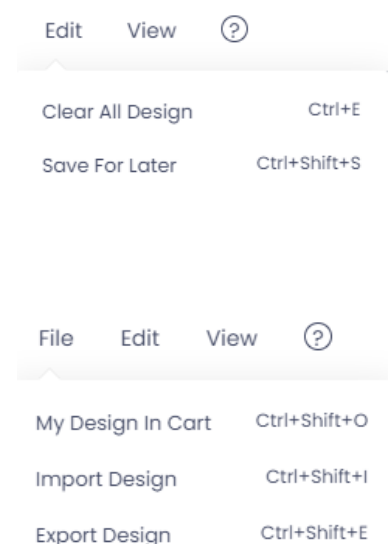 Edit View ?
Clear All Design Ctrl+E
Save For Later Ctrl+Shift+S
File Edit View ?
My Design In Cart Ctrl+Shift+O
Import Design Ctrl+Shift+I
Export Design Ctrl+Shift+E